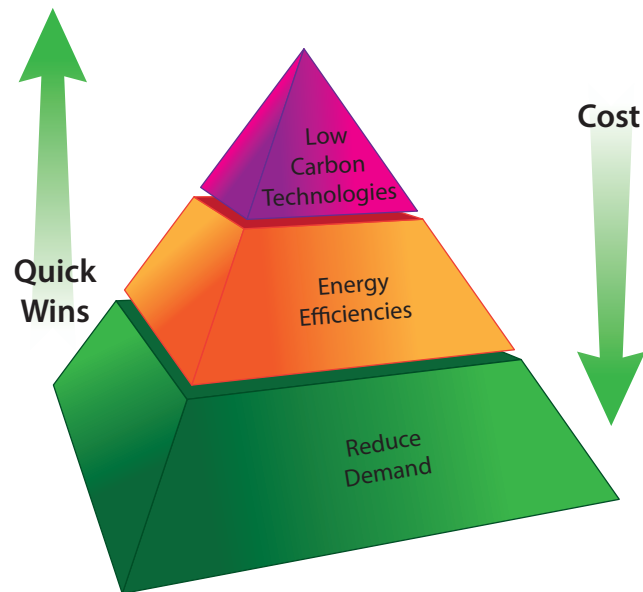 Low
Carbon
Technologies
Cost
Quick
Wins
Energy
Efficiencies
Reduce
Demand